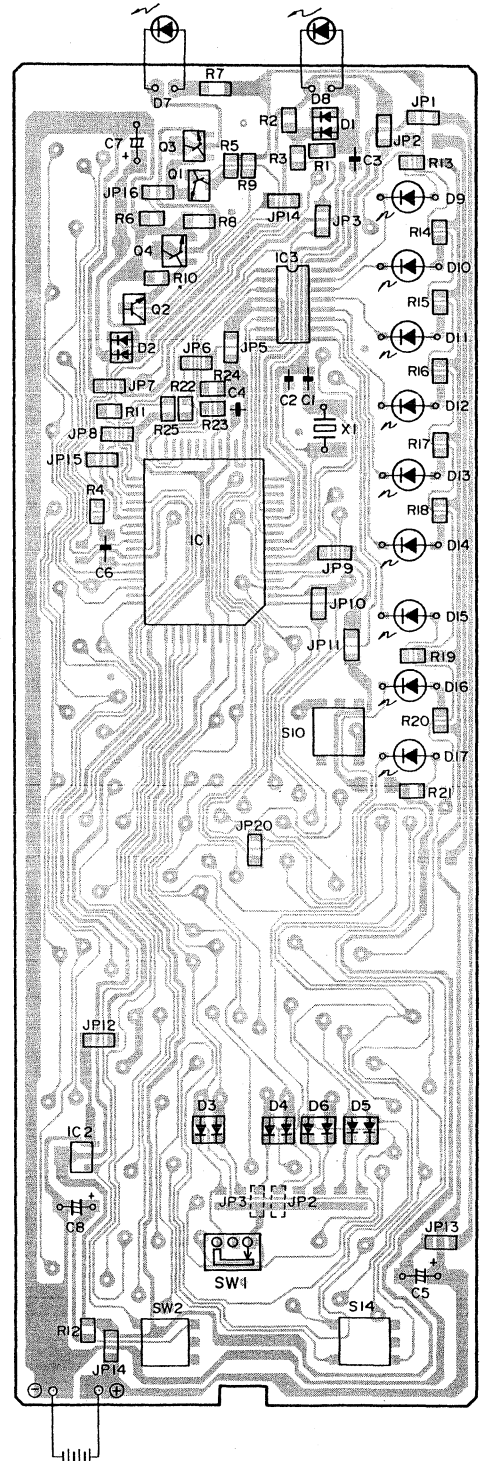 D7
R7
D8
D1
JP1
R2
C7
+
Q3
R5
R9
R3
R1
C3
JP2
R13
Q1
JP16
JP14
JP3
D9
R6
R8
R14
Q4
IC3
D10
R10
R15
Q2
D2
JP6
JP5
D11
JP7
R24
R16
R11
R22
C4
C2
C1
D12
JP8
R25
R23
X1
R17
JP15
D13
R4
R18
IC1
C6
D14
JP9
JP10
D15
JP11
R19
D16
S10
R20
D17
R21
JP20
JP12
D3
D4
D6
D5
IC2
JP3
JP2
+
C8
JP13
SW1
+
C5
R12
SW2
S14
JP14
⊖
⊕